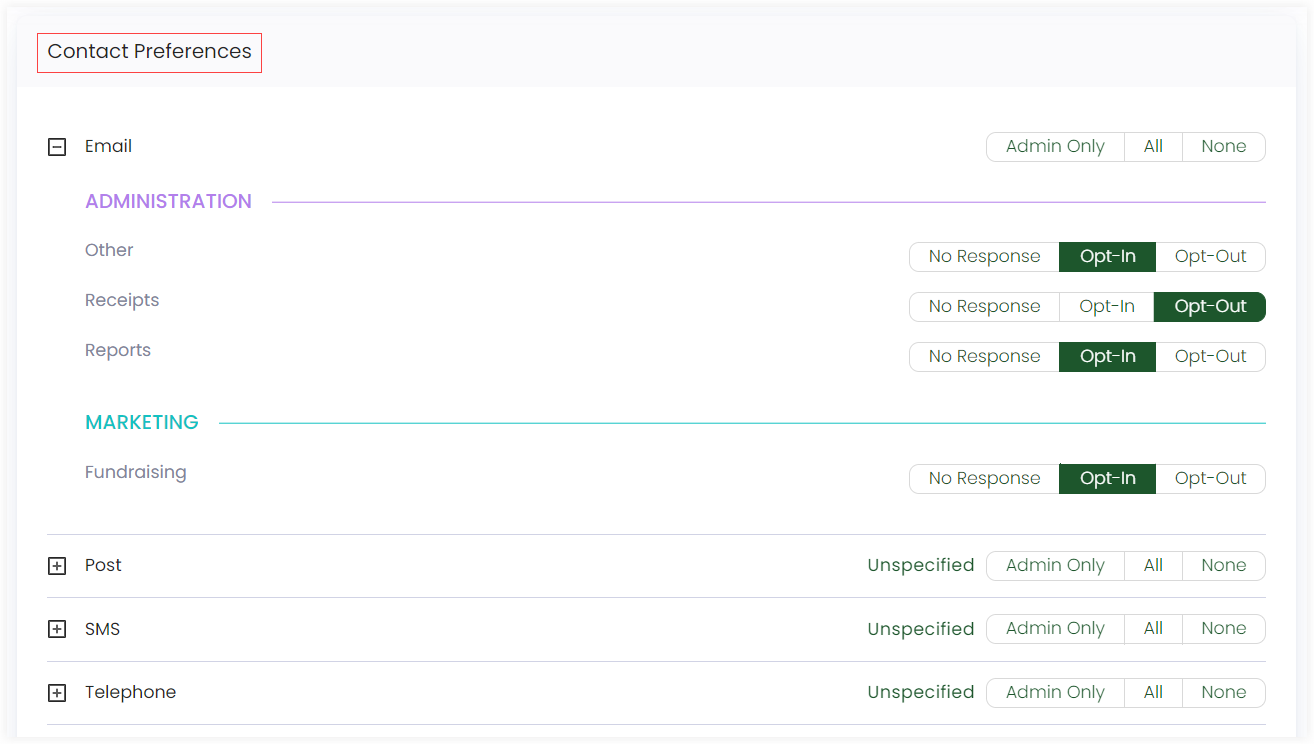 Contact Preferences
Email Admin Only All None
ADMINISTRATION
Other No Response Opt-In Opt-Out
Receipts No Response Opt-In Opt-Out
Reports No Response Opt-In Opt-Out
MARKETING
Fundraising No Response Opt-In Opt-Out
Post Unspecified Admin Only All None
SMS Unspecified Admin Only All None
Telephone Unspecified Admin Only All None